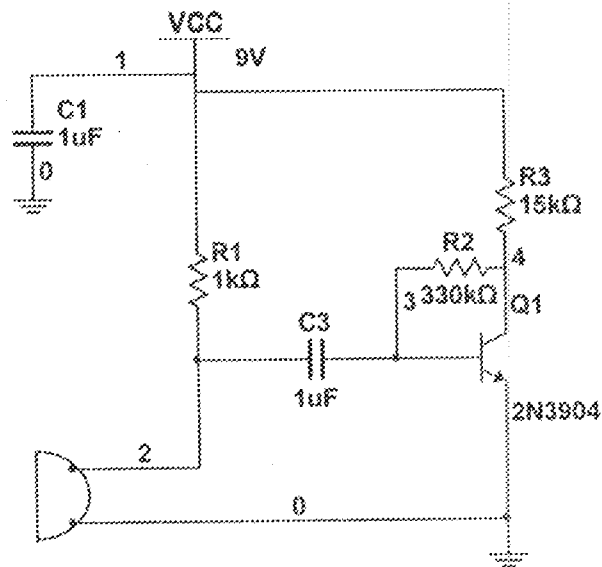 VCC
9V
1
C1
1uF
0
R3
15kΩ
R2
4
330kΩ
3
Q1
R1
1kΩ
C3
1uF
2N3904
2
0